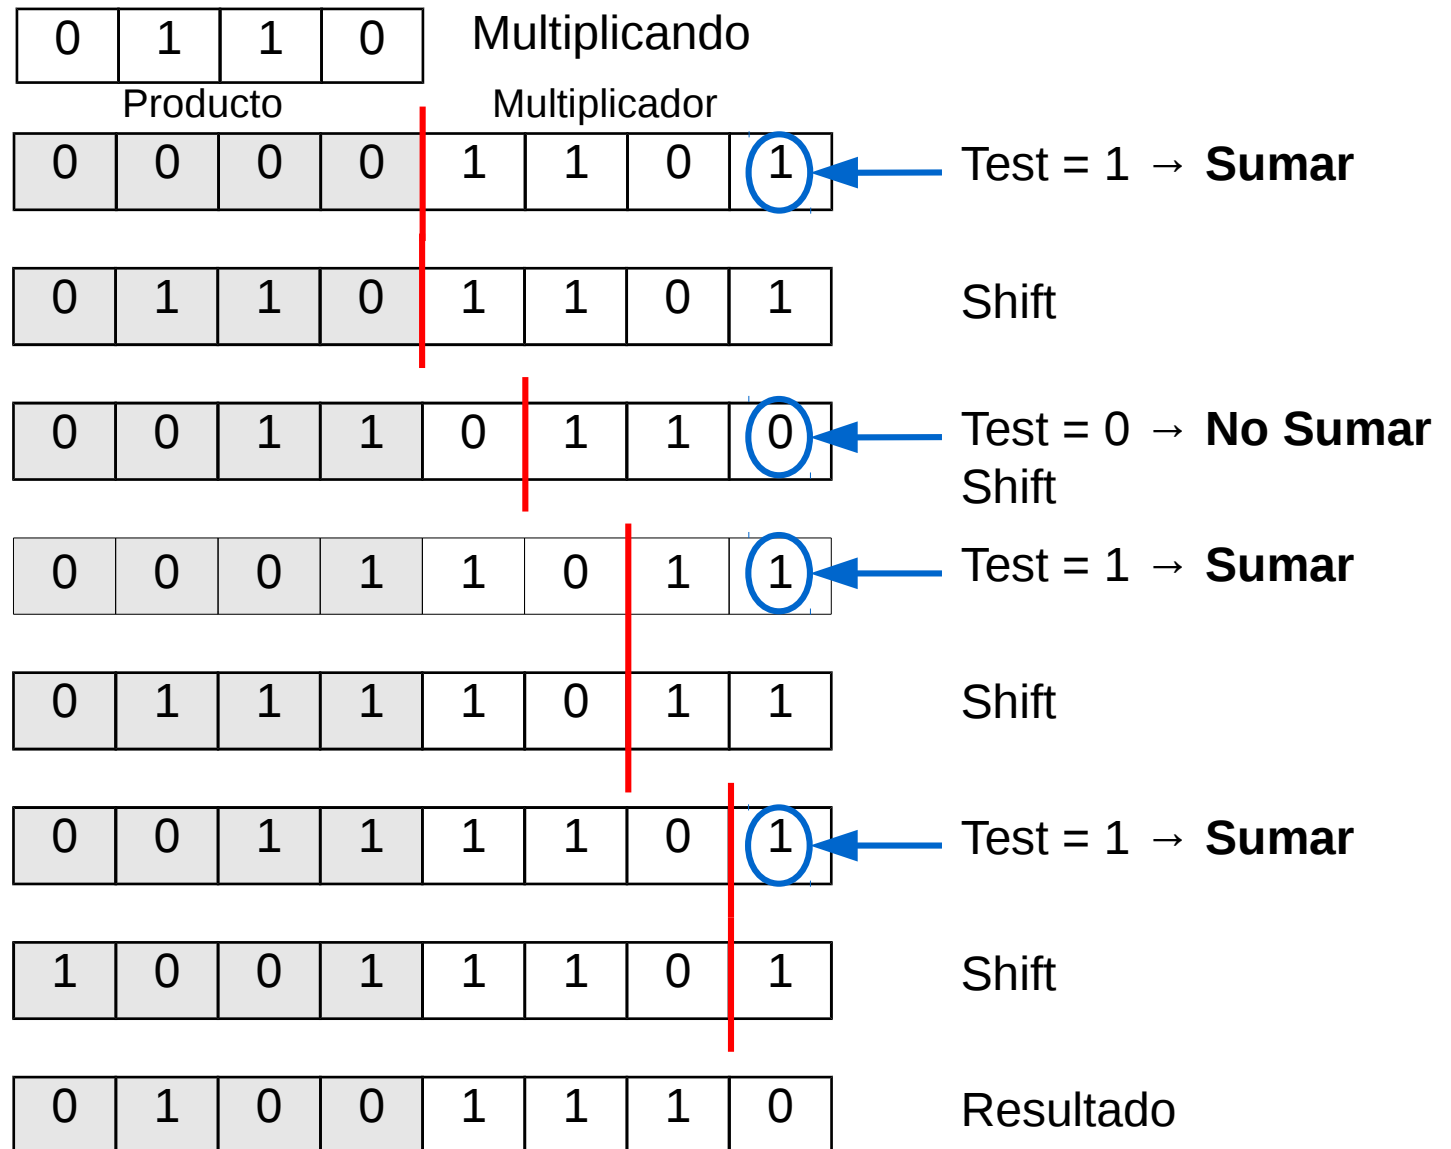 0 1 1 0 Multiplicando
Producto Multiplicador
0 0 0 0 1 1 0 1 Test = 1 → Sumar
0 1 1 0 1 1 0 1 Shift
0 0 1 1 0 1 1 0 Test = 0 → No Sumar
Shift
0 0 0 1 1 0 1 1 Test = 1 → Sumar
0 1 1 1 1 0 1 1 Shift
0 0 1 1 1 1 0 1 Test = 1 → Sumar
1 0 0 1 1 1 0 1 Shift
0 1 0 0 1 1 1 0 Resultado